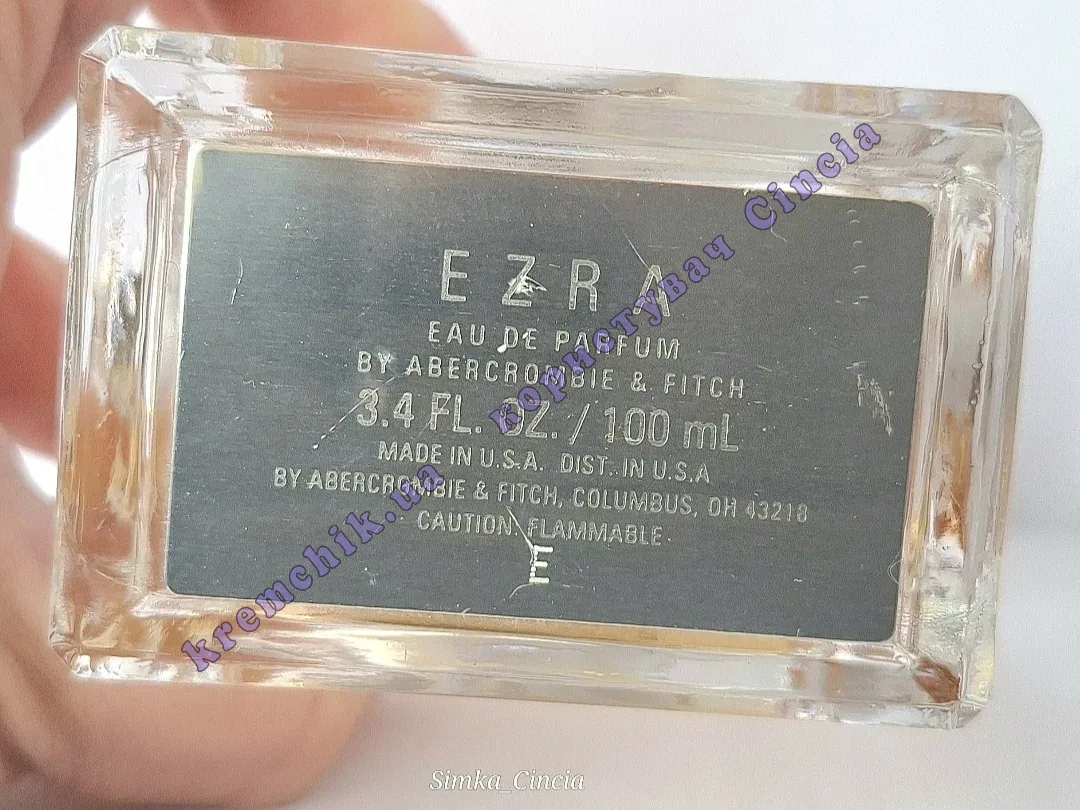 EZRA
EAU DE PARFUM
BY ABERCROMBIE & FITCH
3.4 FL. OZ. / 100 mL
MADE IN U.S.A. DIST. IN U.S.A
BY ABERCROMBIE & FITCH, COLUMBUS, OH 43218
CAUTION: FLAMMABLE
E
kremchik.ua користувач Cincia
Simka_Cincia